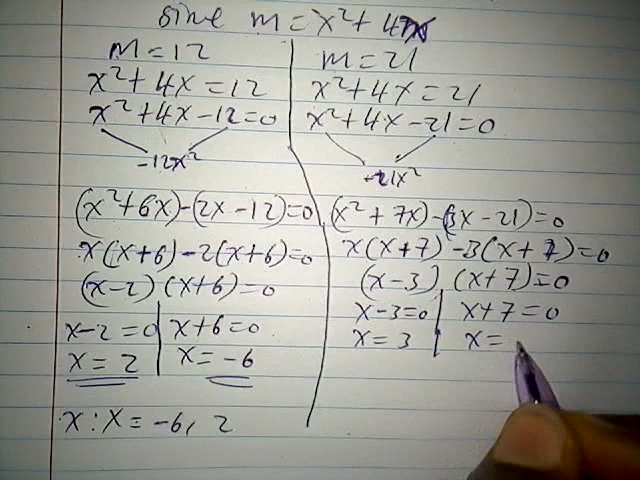 sine m = x² + 4x
m = 12
x² + 4x = 12
x² + 4x - 12 = 0
-12x²
(x² + 6x) - (2x - 12) = 0
x(x + 6) - 2(x + 6) = 0
(x - 2) (x + 6) = 0
x - 2 = 0 | x + 6 = 0
x = 2 | x = -6
x : x = -6, 2
m = 21
x² + 4x = 21
x² + 4x - 21 = 0
-21x²
(x² + 7x) - (3x - 21) = 0
x(x + 7) - 3(x + 7) = 0
(x - 3) (x + 7) = 0
x - 3 = 0 | x + 7 = 0
x = 3 | x =